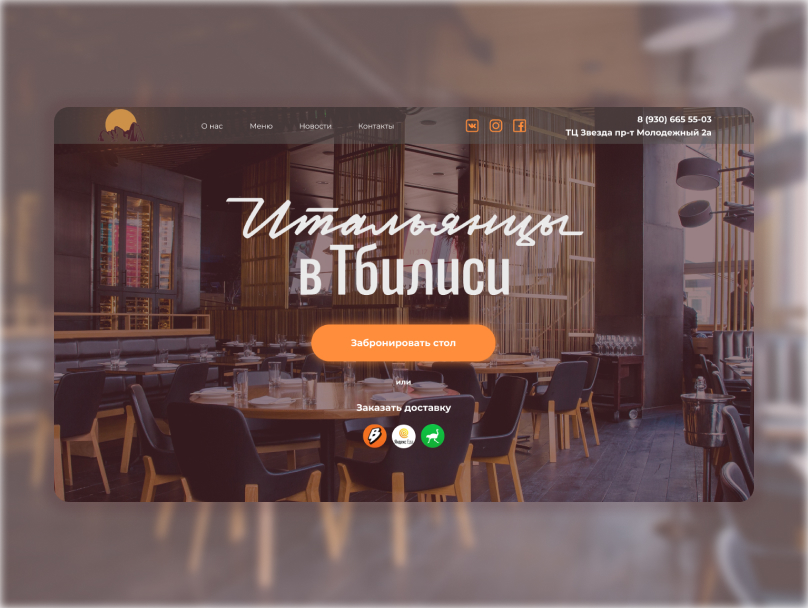 О нас Меню Новости Контакты
8 (930) 665 55-03
ТЦ Звезда пр-т Молодежный 2а
Итальянцы
в Тбилиси
Забронировать стол
или
Заказать доставку
Яндекс Еда